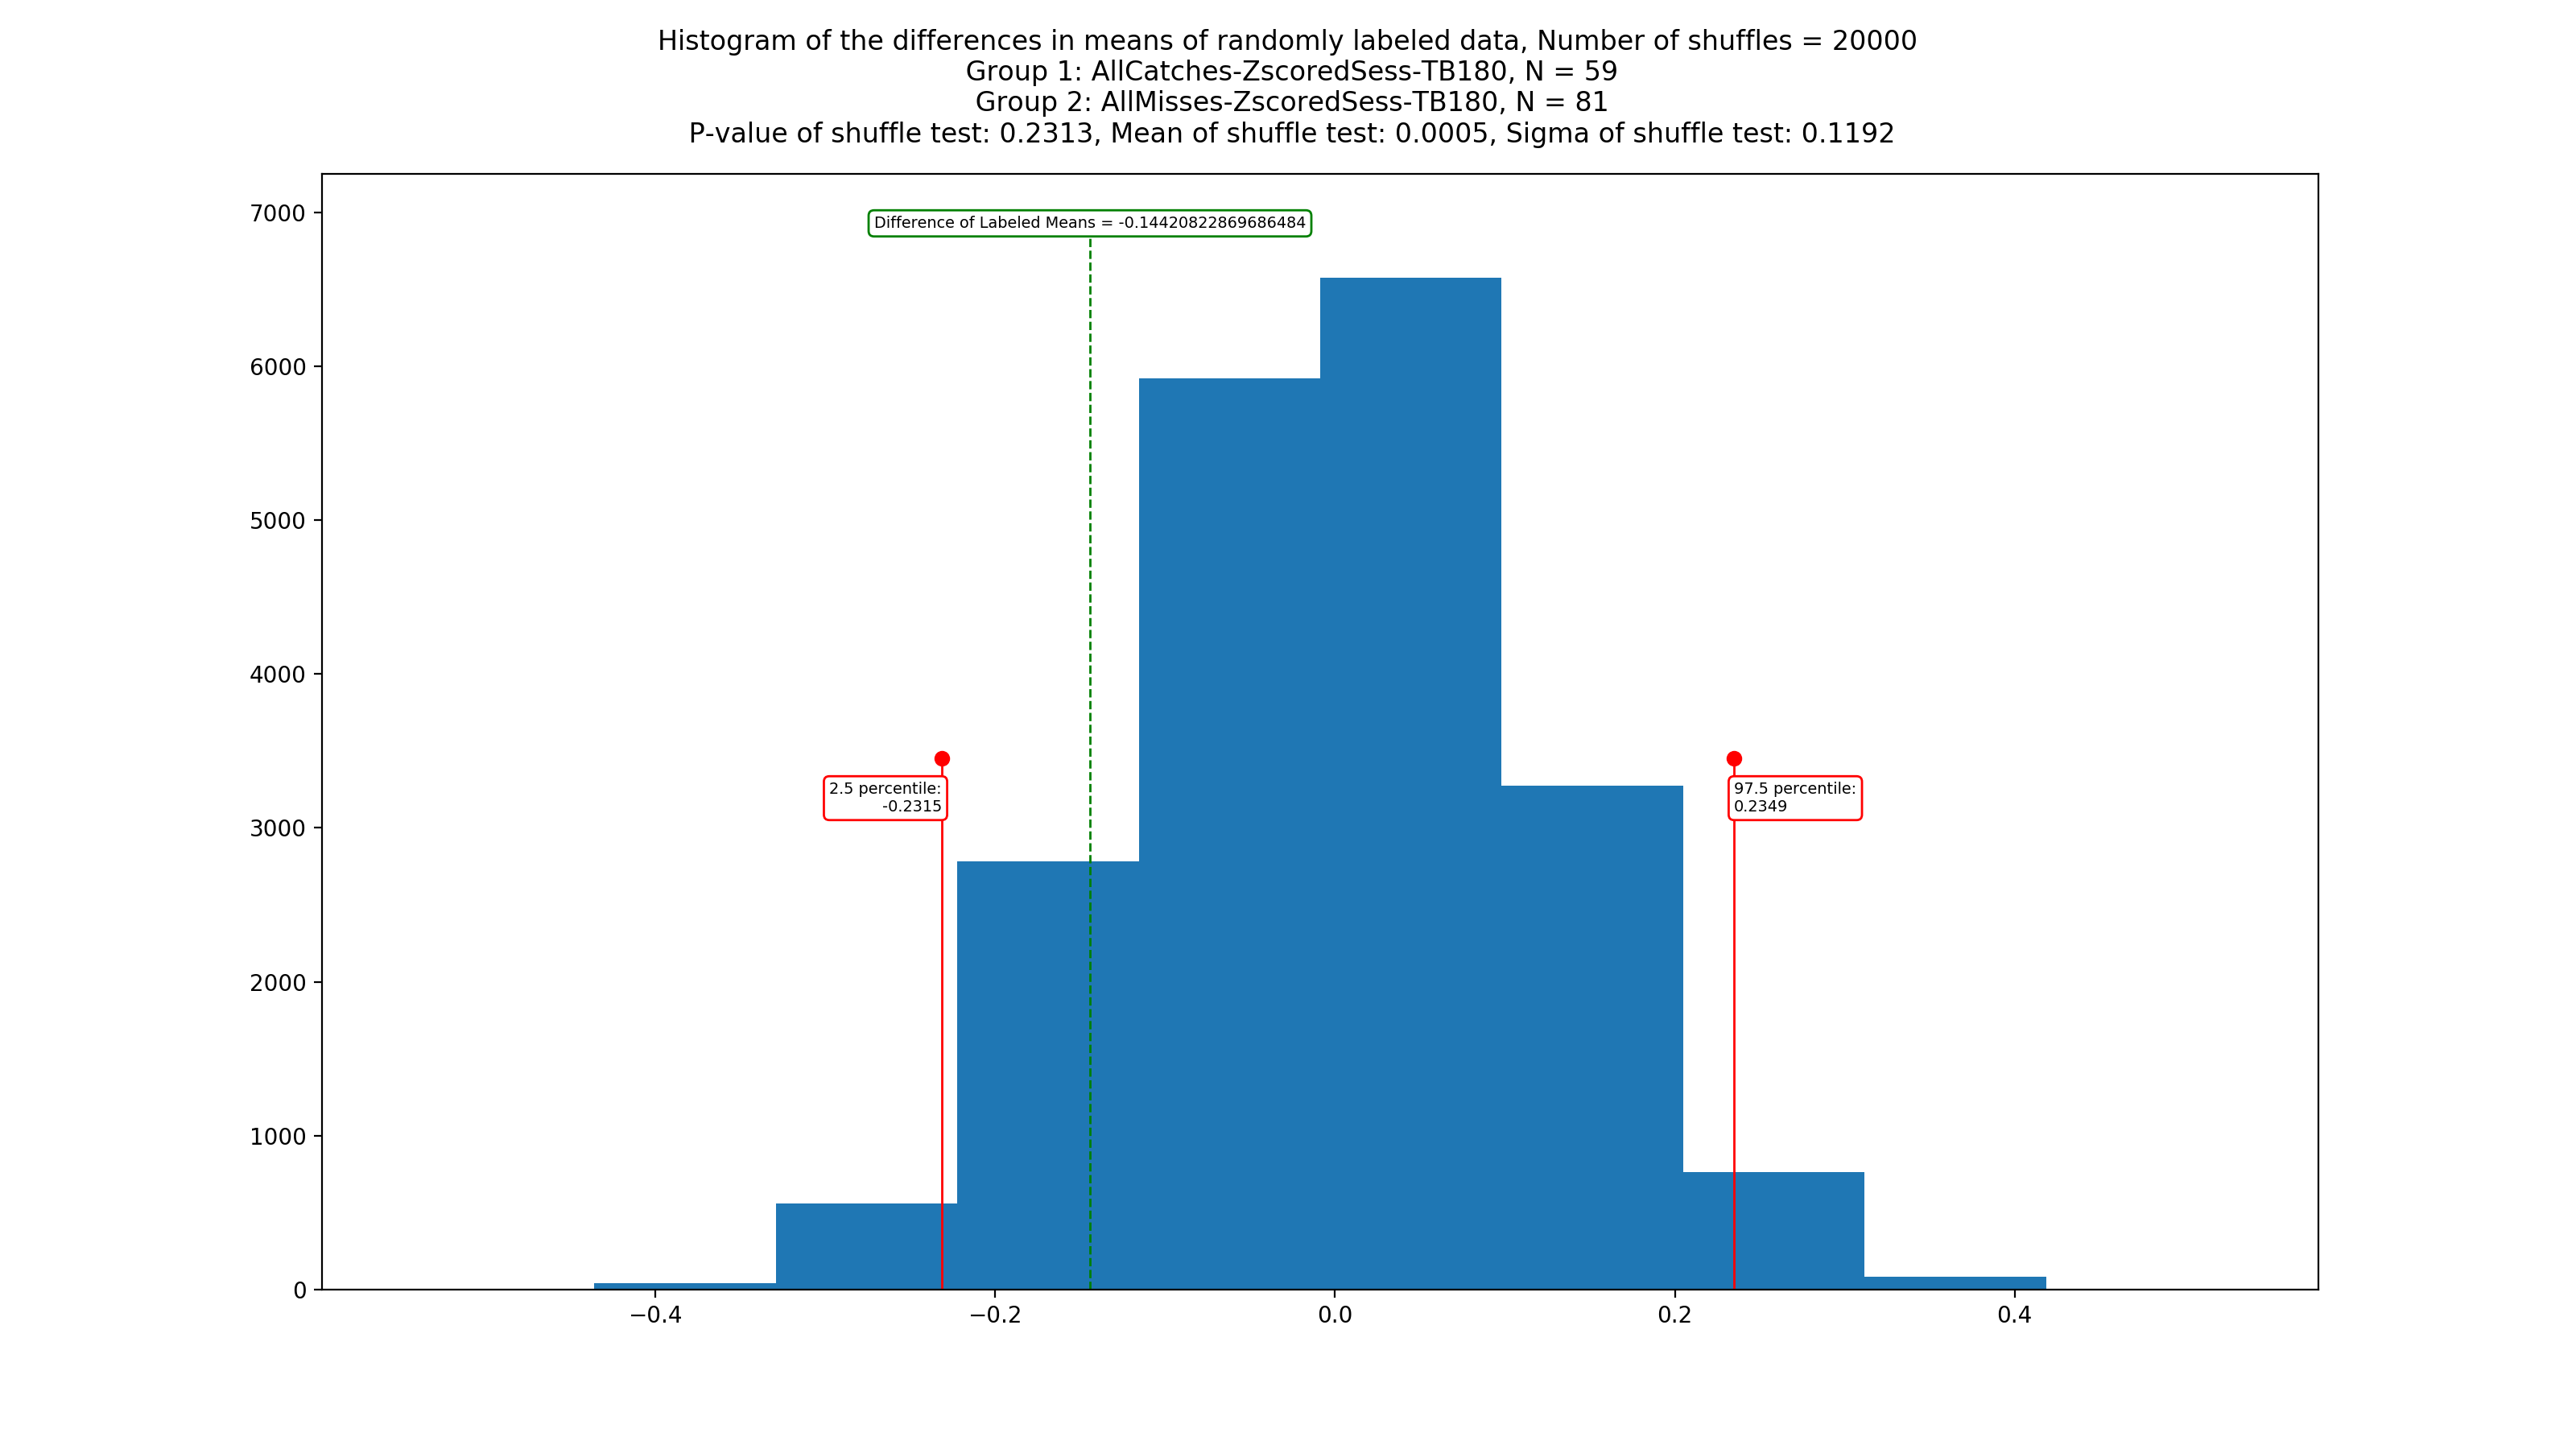 Histogram of the differences in means of randomly labeled data, Number of shuffles = 20000
Group 1: AllCatches-ZscoredSess-TB180, N = 59
Group 2: AllMisses-ZscoredSess-TB180, N = 81
P-value of shuffle test: 0.2313, Mean of shuffle test: 0.0005, Sigma of shuffle test: 0.1192
7000
Difference of Labeled Means = -0.14420822869686484
6000
5000
4000
2.5 percentile:
-0.2315
97.5 percentile:
0.2349
3000
2000
1000
0
−0.4
−0.2
0.0
0.2
0.4